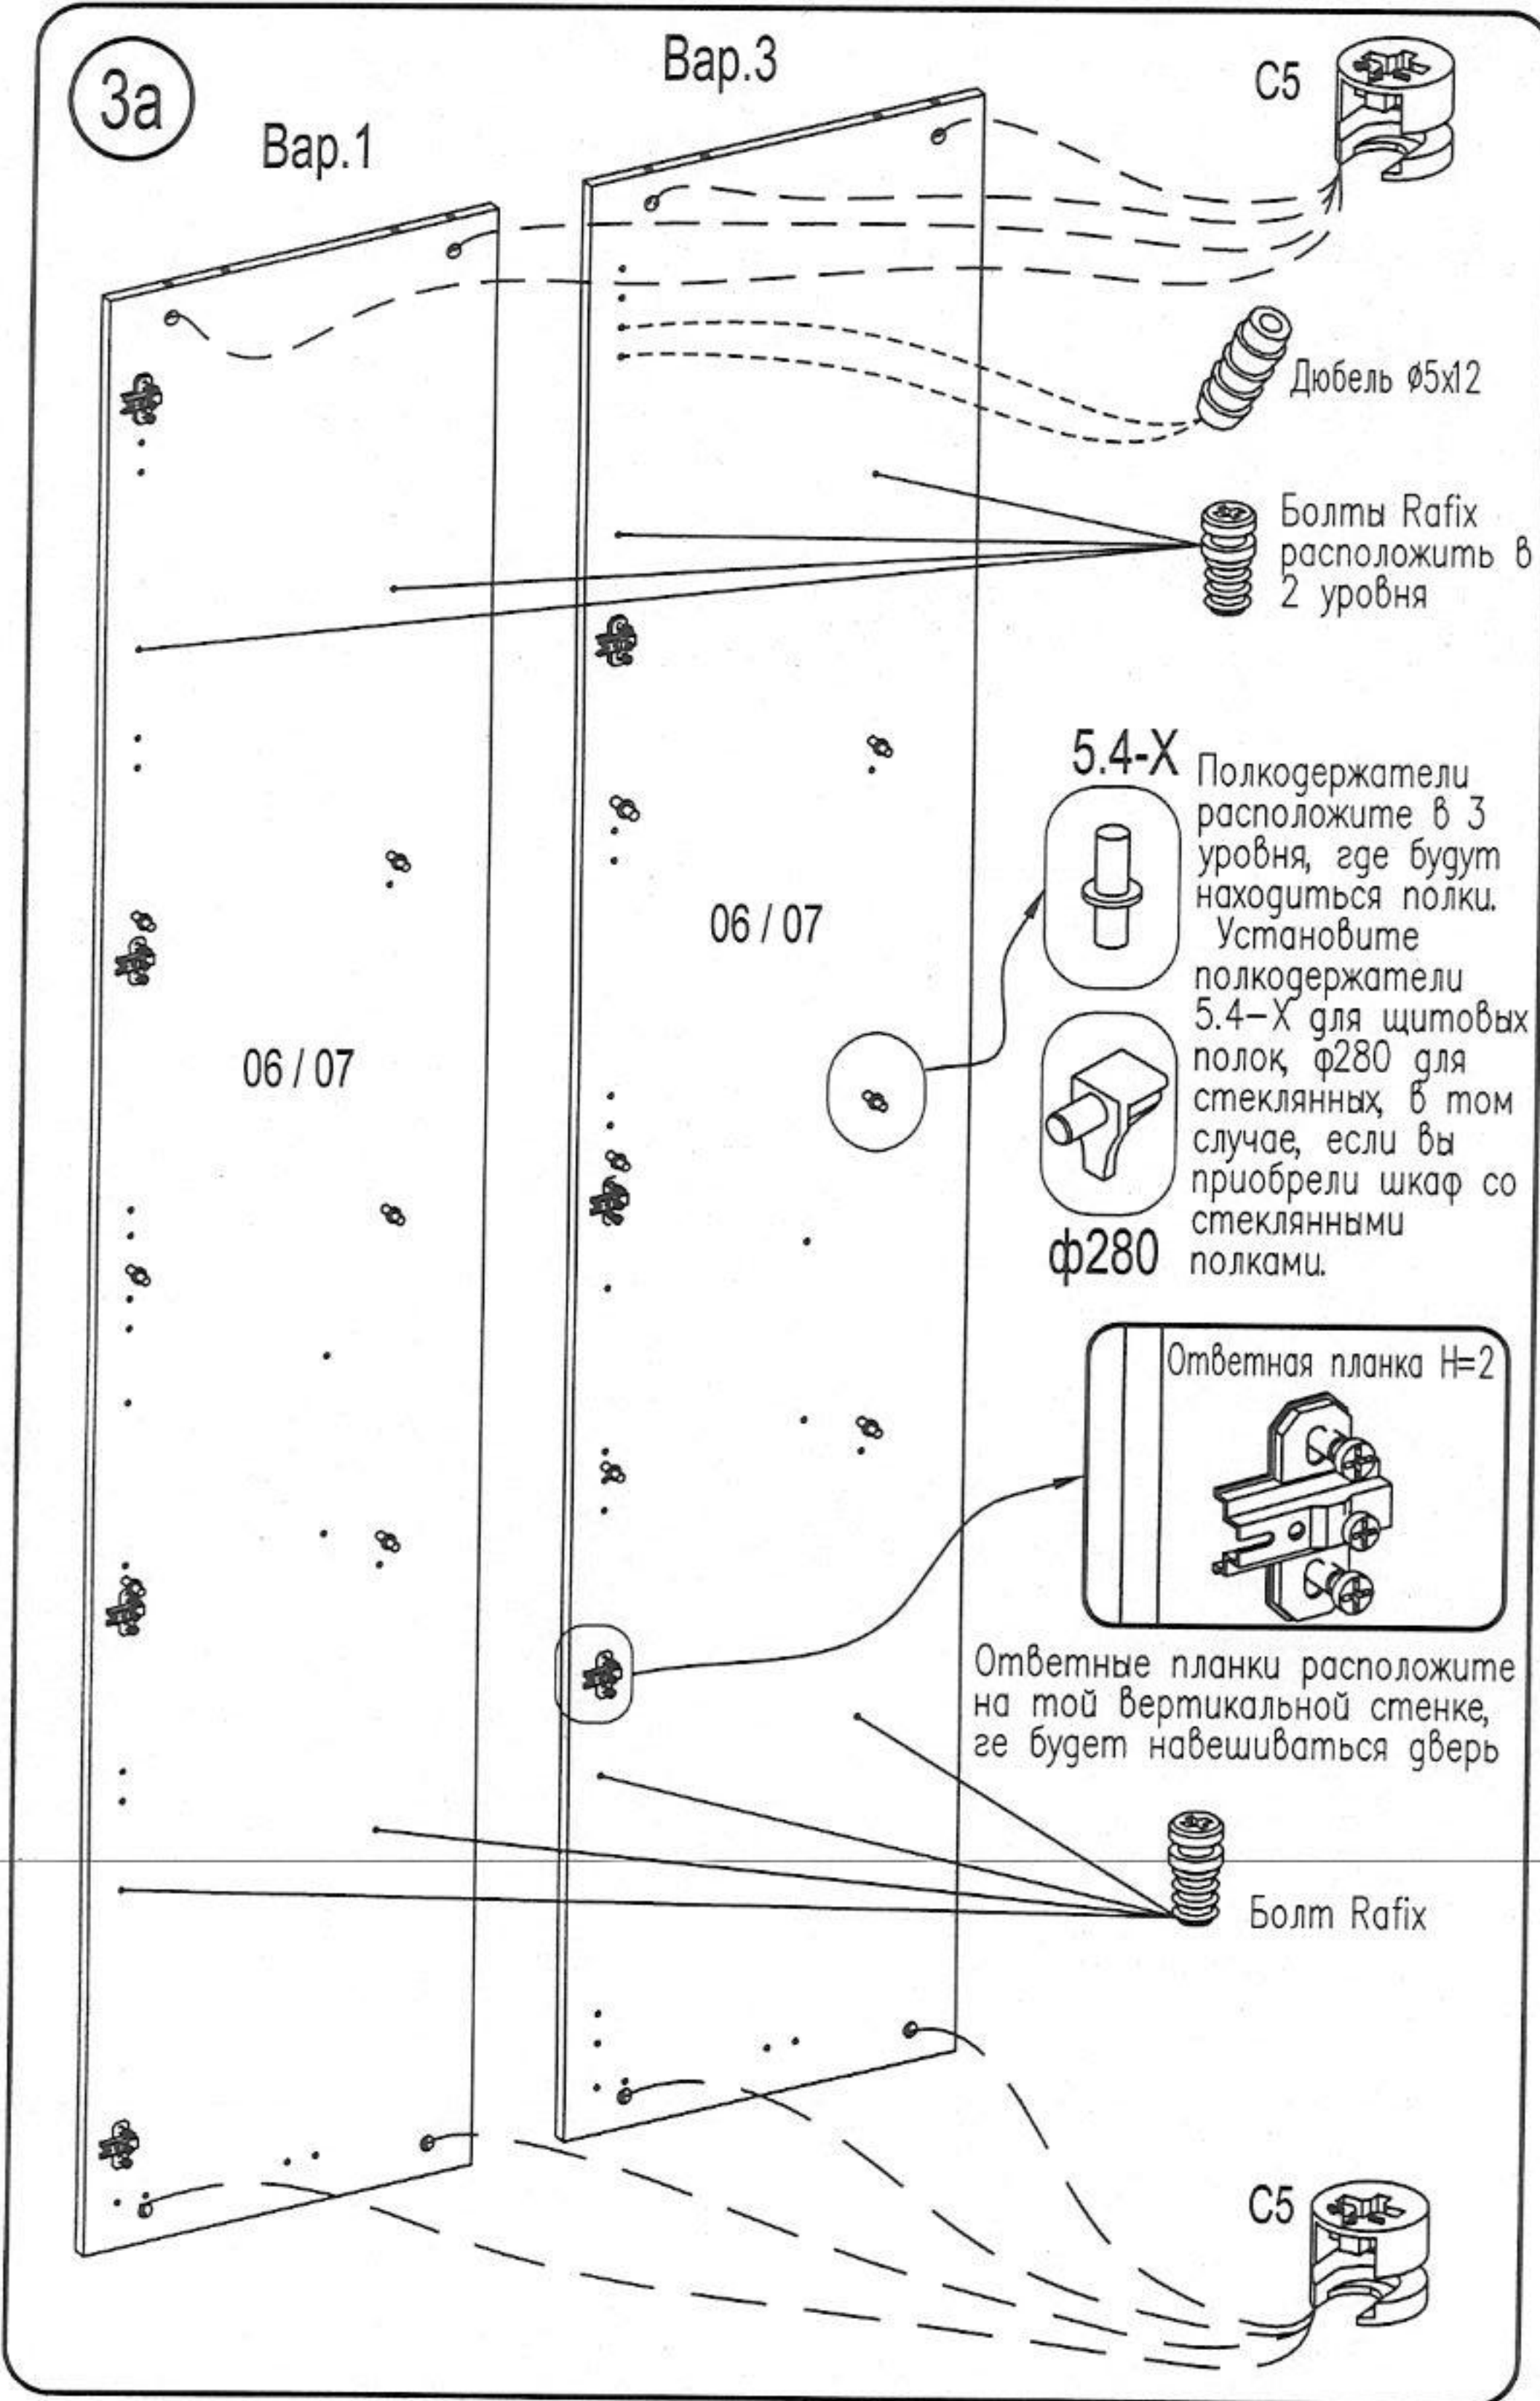 3а
Вар.1
Вар.3
С5
Дюбель ø5х12
Болты Rafix
расположить в
2 уровня
5.4-Х
Полкодержатели
расположите в 3
уровня, где будут
находиться полки.
Установите
полкодержатели
5.4-Х для щитовых
полок, ф280 для
стеклянных, в том
случае, если вы
приобрели шкаф со
стеклянными
полками.
ф280
06 / 07
06 / 07
Ответная планка Н=2
Ответные планки расположите
на той вертикальной стенке,
ге будет навешиваться дверь
Болт Rafix
С5